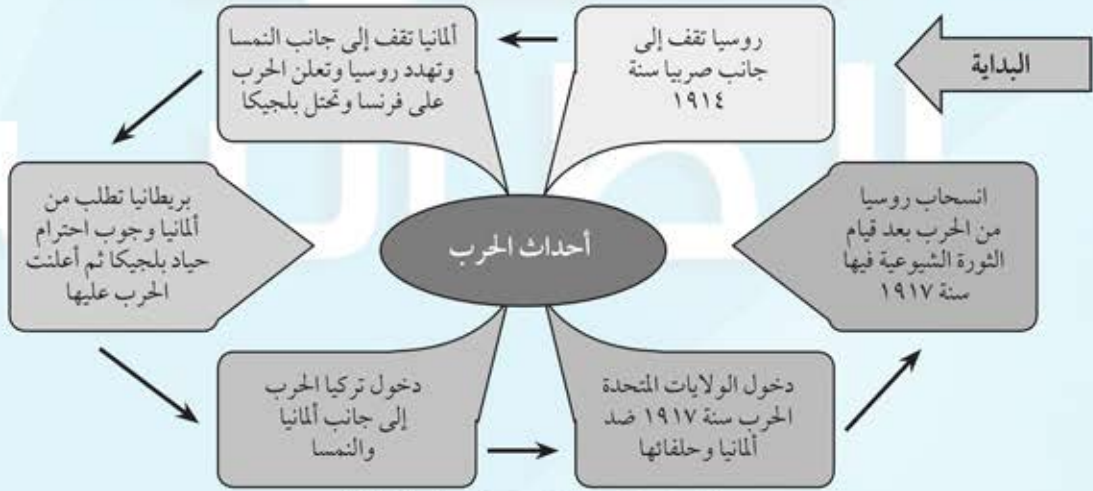 البداية
روسيا تقف إلى
جانب صربيا سنة
١٩١٤
ألمانيا تقف إلى جانب النمسا
وتهدد روسيا وتعلن الحرب
على فرنسا وتحتل بلجيكا
بريطانيا تطلب من
ألمانيا وجوب احترام
حياد بلجيكا ثم أعلنت
الحرب عليها
دخول تركيا الحرب
إلى جانب ألمانيا
والنمسا
دخول الولايات المتحدة
الحرب سنة ١٩١٧ ضد
ألمانيا وحلفائها
انسحاب روسيا
من الحرب بعد قيام
الثورة الشيوعية فيها
سنة ١٩١٧
أحداث الحرب